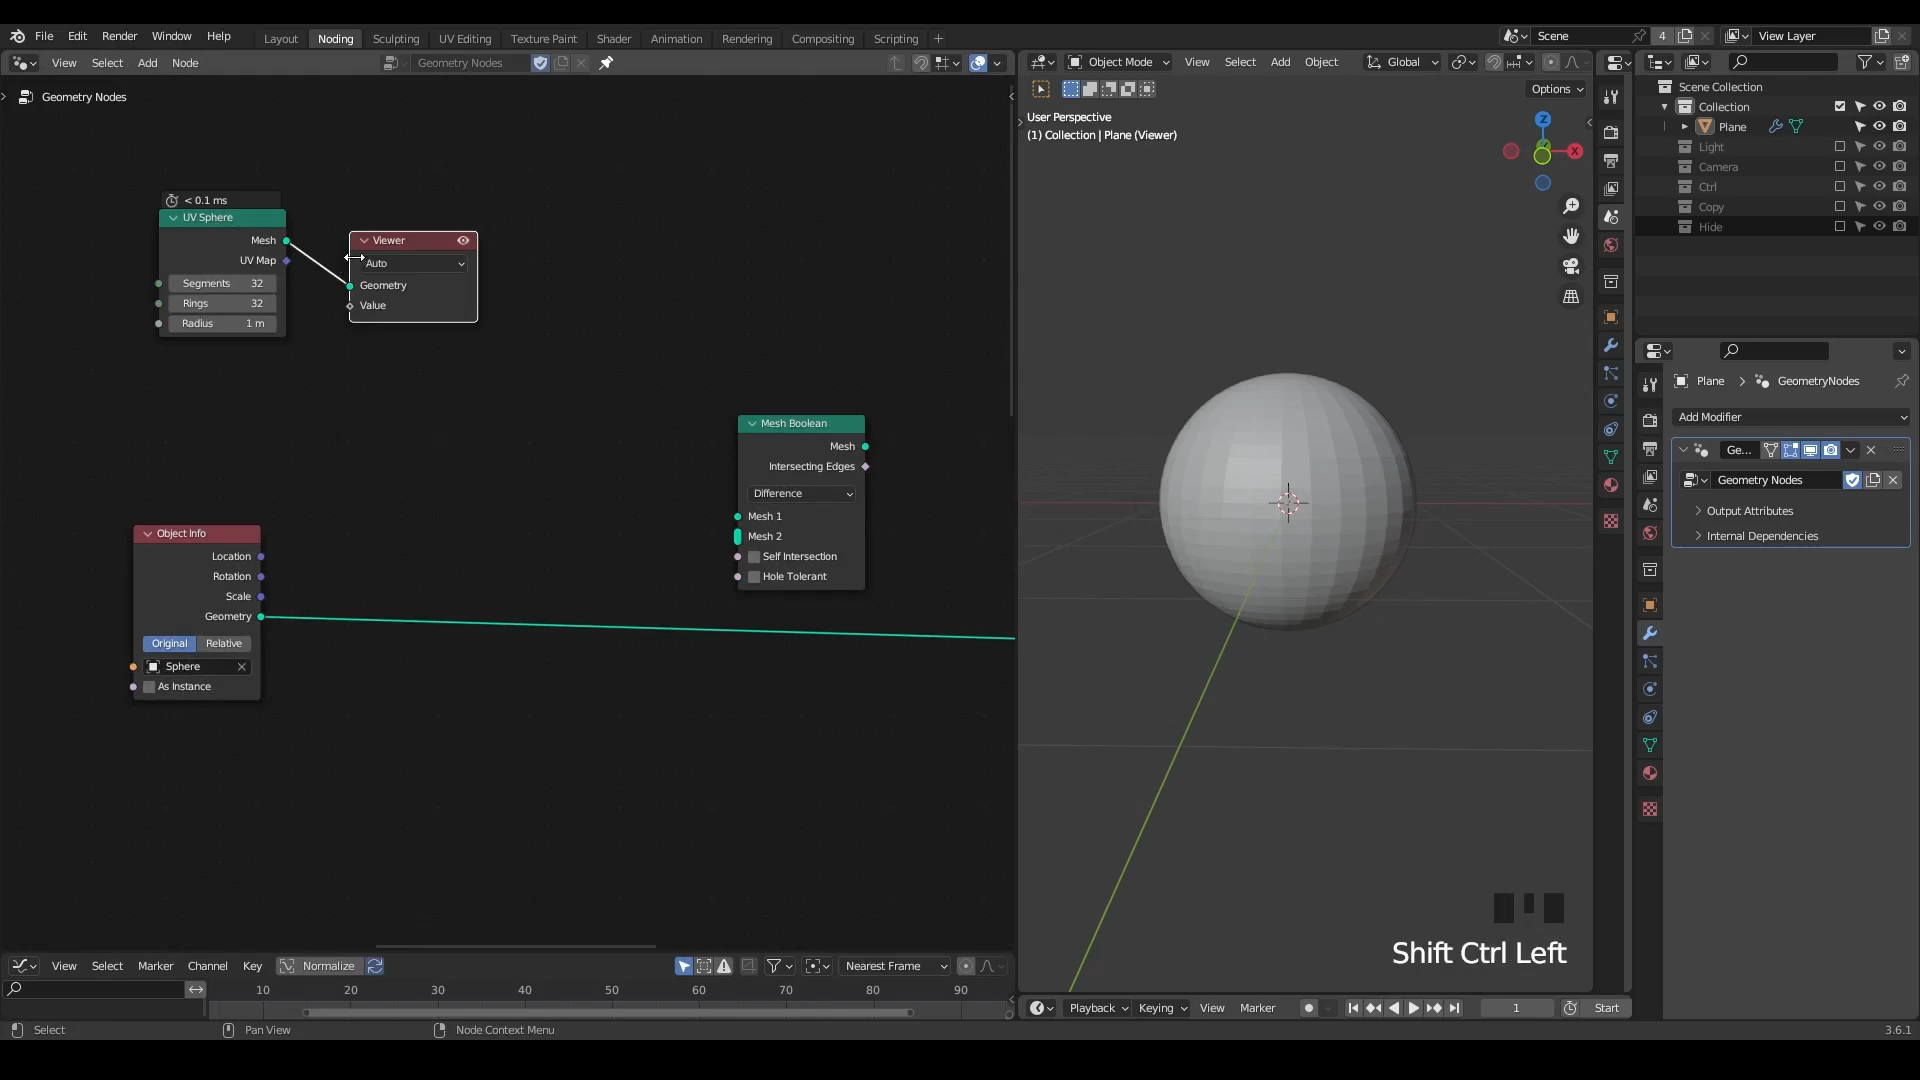 File Edit Render Window Help Layout Noding Sculpting UV Editing Texture Paint Shader Animation Rendering Compositing Scripting + Scene 4 View Layer
View Select Add Node Geometry Nodes
Object Mode View Select Add Object Global
Geometry Nodes
Options
User Perspective
(1) Collection | Plane (Viewer)
Z
X
< 0.1 ms
UV Sphere
Mesh
UV Map
Segments 32
Rings 32
Radius 1 m
Viewer
Auto
Geometry
Value
Mesh Boolean
Mesh
Intersecting Edges
Difference
Mesh 1
Mesh 2
Self Intersection
Hole Tolerant
Object Info
Location
Rotation
Scale
Geometry
Original Relative
Sphere
As Instance
Shift Ctrl Left
Scene Collection
Collection
Plane
Light
Camera
Ctrl
Copy
Hide
Plane > GeometryNodes
Add Modifier
Ge...
Geometry Nodes
Output Attributes
Internal Dependencies
View Select Marker Channel Key Normalize Nearest Frame
10 20 30 40 50 60 70 80 90
Playback Keying View Marker 1 Start
Select Pan View Node Context Menu 3.6.1